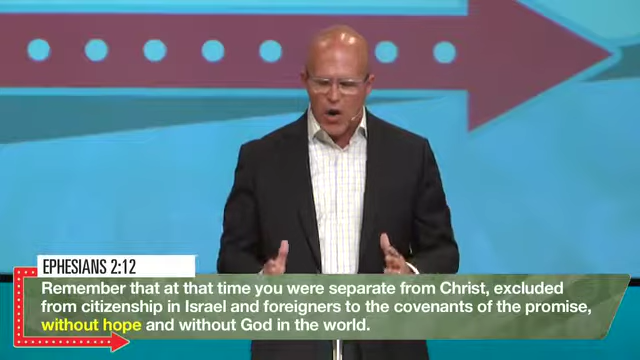 EPHESIANS 2:12
Remember that at that time you were separate from Christ, excluded
from citizenship in Israel and foreigners to the covenants of the promise,
without hope and without God in the world.